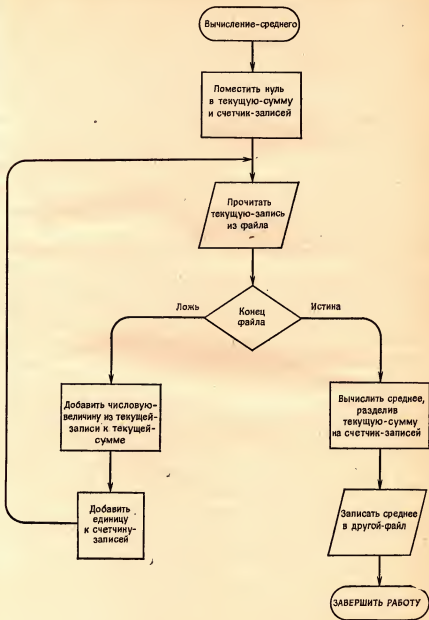 Вычисление-среднего
Поместить нуль
в текущую-сумму
и счетчик-записей
Прочитать
текущую-запись
из файла
Ложь
Конец
файла
Истина
Добавить числовую-
величину из текущей-
записи к текущей-
сумме
Вычислить среднее,
разделив
текущую-сумму
на счетчик-записей
Добавить
единицу
к счетчику-
записей
Записать среднее
в другой-файл
ЗАВЕРШИТЬ РАБОТУ